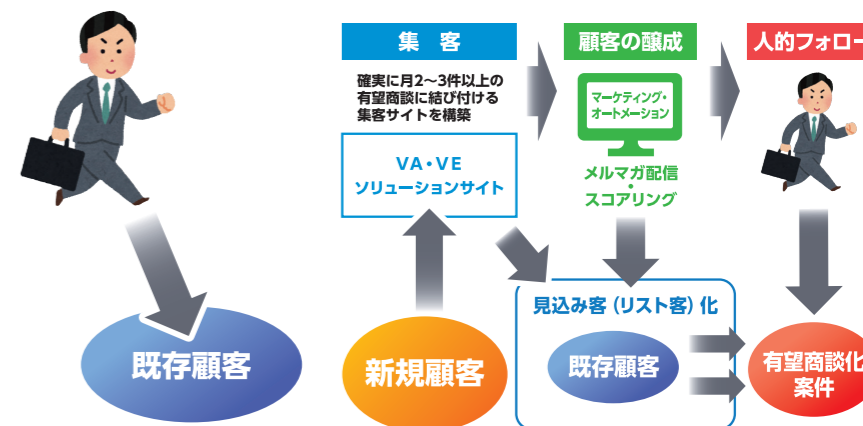 集客
確実に月2〜3件以上の
有望商談に結び付ける
集客サイトを構築
VA・VE
ソリューションサイト
顧客の醸成
マーケティング・
オートメーション
メルマガ配信
・
スコアリング
人的フォロー
既存顧客
新規顧客
見込み客(リスト客)化
既存顧客
有望商談化
案件